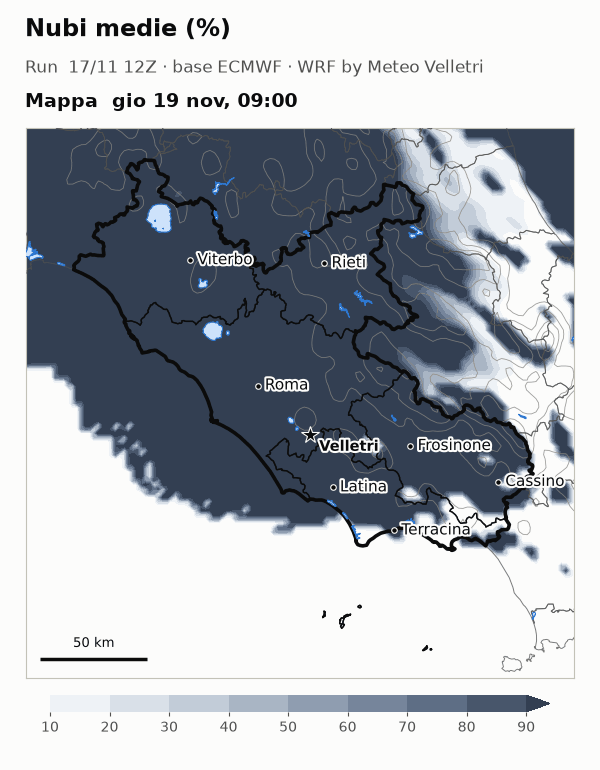 Nubi medie (%)
Run 17/11 12Z · base ECMWF · WRF by Meteo Velletri
Mappa gio 19 nov, 09:00
Viterbo
Rieti
Roma
Velletri
Frosinone
Latina
Cassino
Terracina
50 km
10 20 30 40 50 60 70 80 90